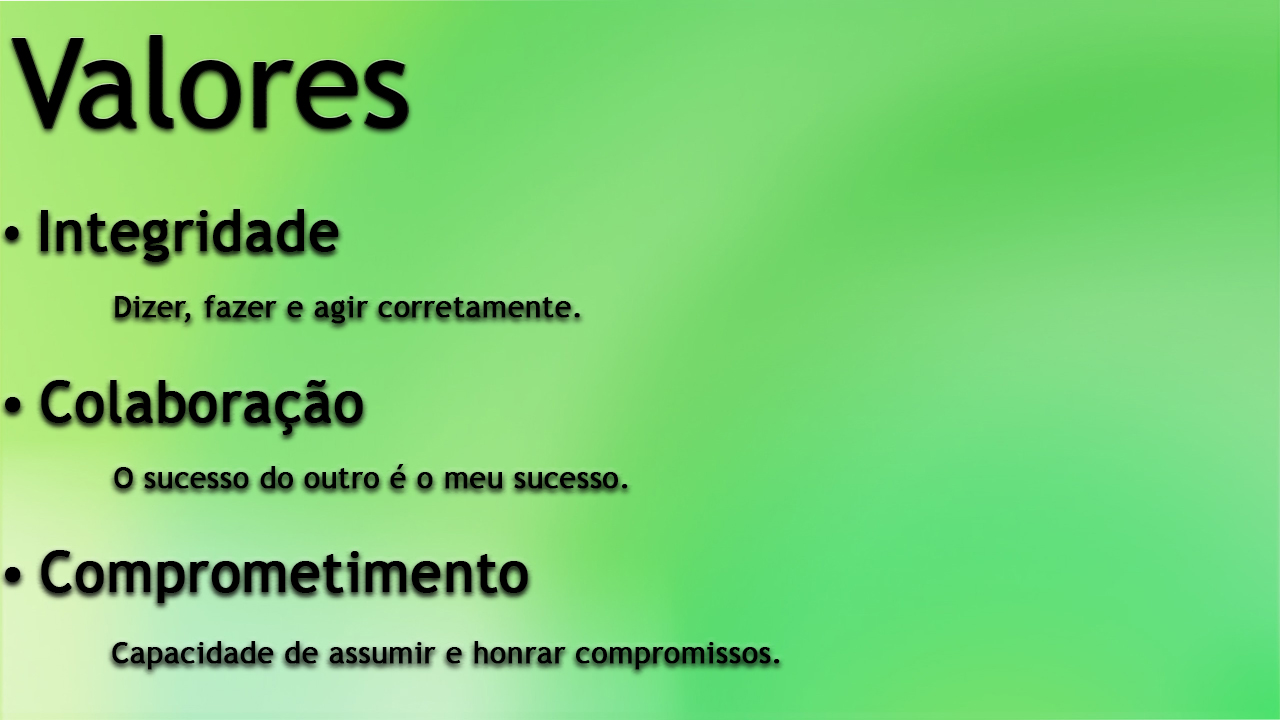 Valores
• Integridade
Dizer, fazer e agir corretamente.
• Colaboração
O sucesso do outro é o meu sucesso.
• Comprometimento
Capacidade de assumir e honrar compromissos.